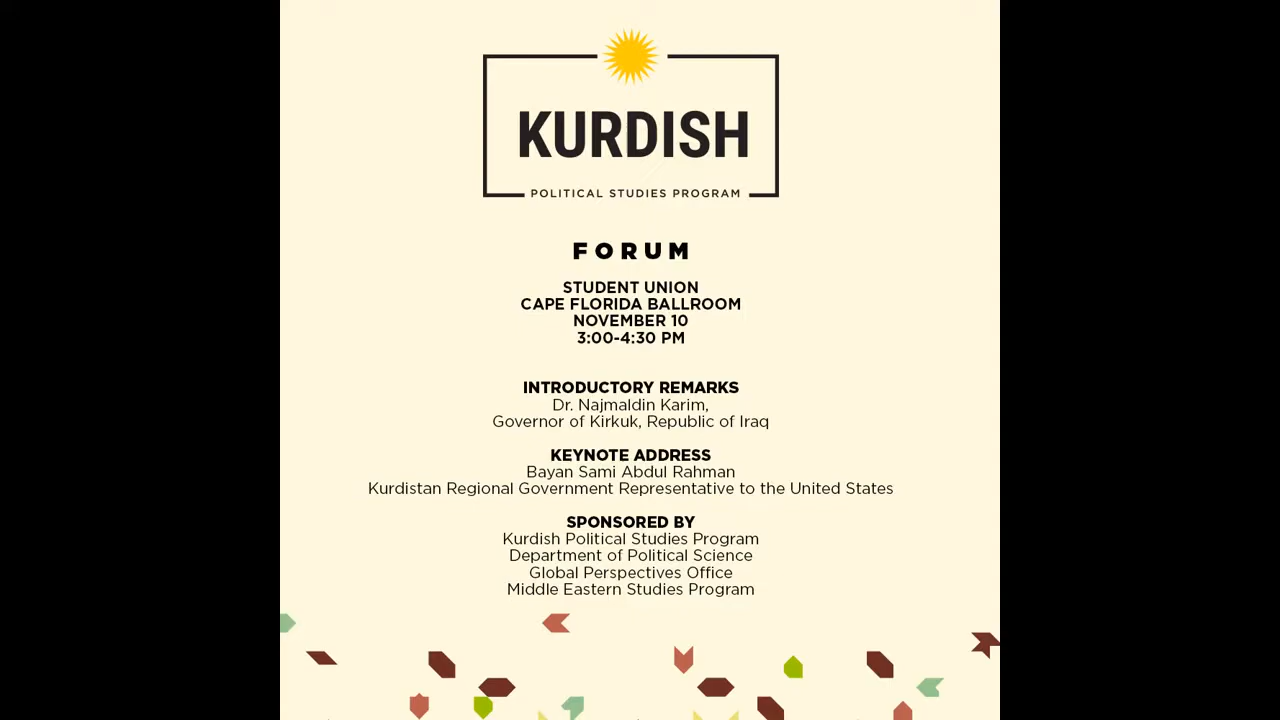 KURDISH
POLITICAL STUDIES PROGRAM
FORUM
STUDENT UNION
CAPE FLORIDA BALLROOM
NOVEMBER 10
3:00-4:30 PM
INTRODUCTORY REMARKS
Dr. Najmaldin Karim,
Governor of Kirkuk, Republic of Iraq
KEYNOTE ADDRESS
Bayan Sami Abdul Rahman
Kurdistan Regional Government Representative to the United States
SPONSORED BY
Kurdish Political Studies Program
Department of Political Science
Global Perspectives Office
Middle Eastern Studies Program